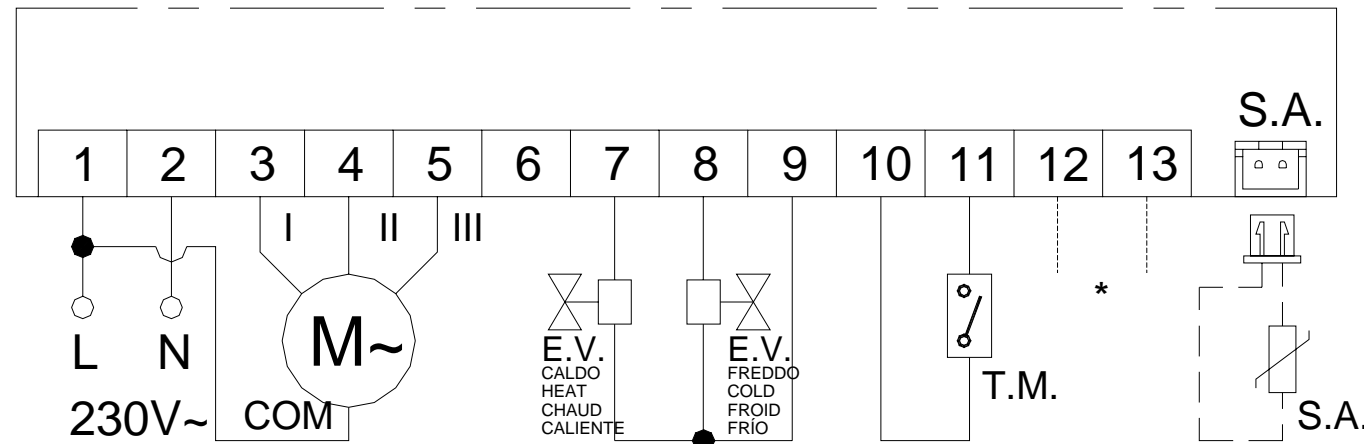 S.A.
1 2 3 4 5 6 7 8 9 10 11 12 13
I II III
*
L N
M~
E.V.
CALDO
HEAT
CHAUD
CALIENTE
E.V.
FREDDO
COLD
FROID
FRÍO
T.M.
230V~
COM
S.A.